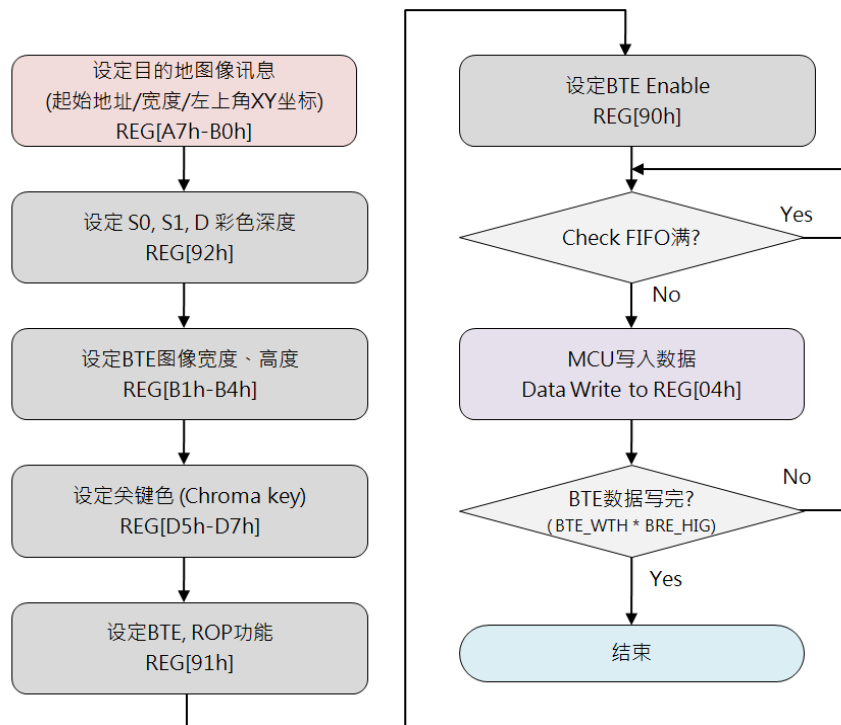 设定目的地图像讯息
(起始地址/宽度/左上角XY坐标)
REG[A7h-B0h]
设定 S0, S1, D 彩色深度
REG[92h]
设定BTE图像宽度、高度
REG[B1h-B4h]
设定关键色 (Chroma key)
REG[D5h-D7h]
设定BTE, ROP功能
REG[91h]
设定BTE Enable
REG[90h]
Check FIFO满?
Yes
No
MCU写入数据
Data Write to REG[04h]
BTE数据写完?
( BTE_WTH * BRE_HIG)
No
Yes
结束